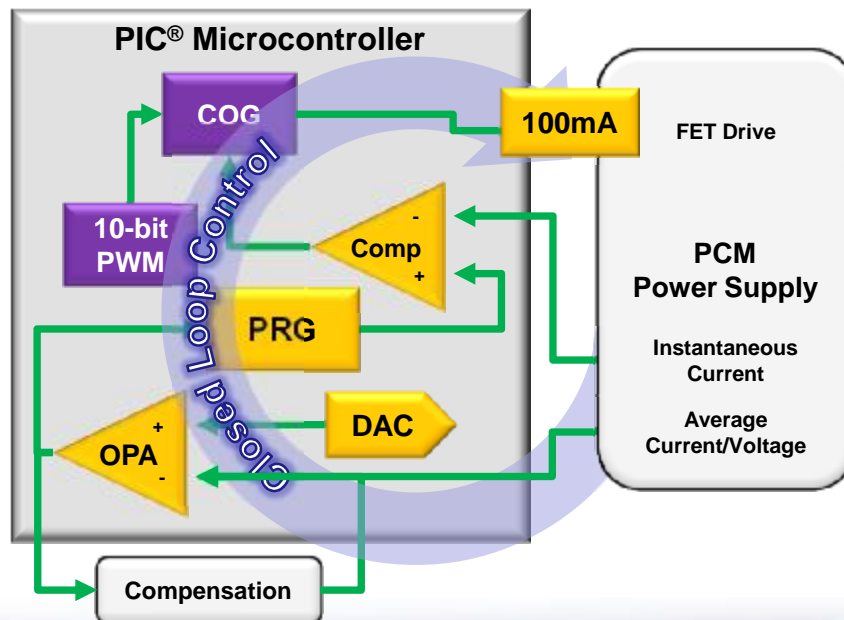 PIC® Microcontroller
COG
100mA
FET Drive
10-bit
PWM
-
Comp
+
PCM
Power Supply
PRG
Instantaneous
Current
DAC
Average
Current/Voltage
+
OPA
-
Closed Loop Control
Compensation